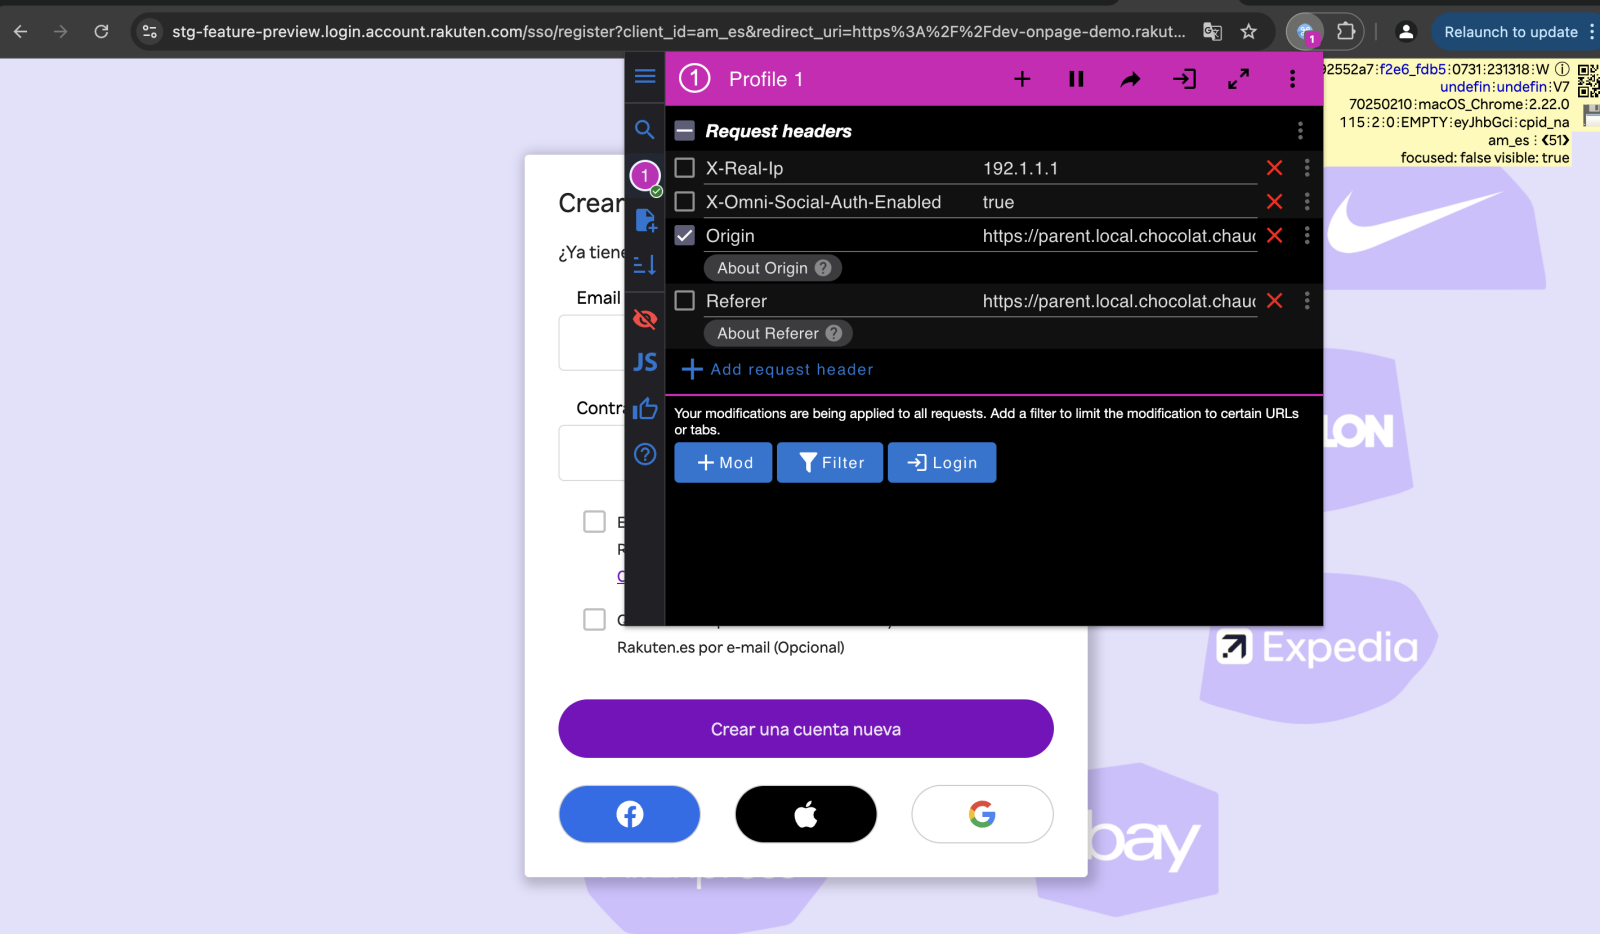 stg-feature-preview.login.account.rakuten.com/sso/register?client_id=am_es&redirect_uri=https%3A%2F%2Fdev-onpage-demo.rakut...
1
Relaunch to update
1
Profile 1
92552a7:f2e6_fdb5:0731:231318:W
undefin:undefin:V7
70250210:macOS_Chrome:2.22.0
115:2:0:EMPTY:eyJhbGci:cpid_na
am_es : ❮51❯
focused: false visible: true
Request headers
1
X-Real-Ip 192.1.1.1
X-Omni-Social-Auth-Enabled true
Origin https://parent.local.chocolat.chauc
About Origin ?
Referer https://parent.local.chocolat.chauc
About Referer ?
Add request header
JS
Your modifications are being applied to all requests. Add a filter to limit the modification to certain URLs
or tabs.
Mod Filter Login
Crear
¿Ya tiene
Email
Contra
E
R
C
Rakuten.es por e-mail (Opcional)
Crear una cuenta nueva
LON
Expedia
bay